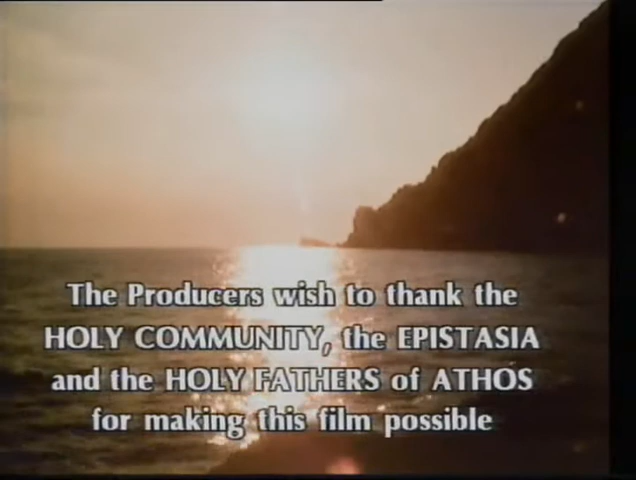 The Producers wish to thank the
HOLY COMMUNITY, the EPISTASIA
and the HOLY FATHERS of ATHOS
for making this film possible